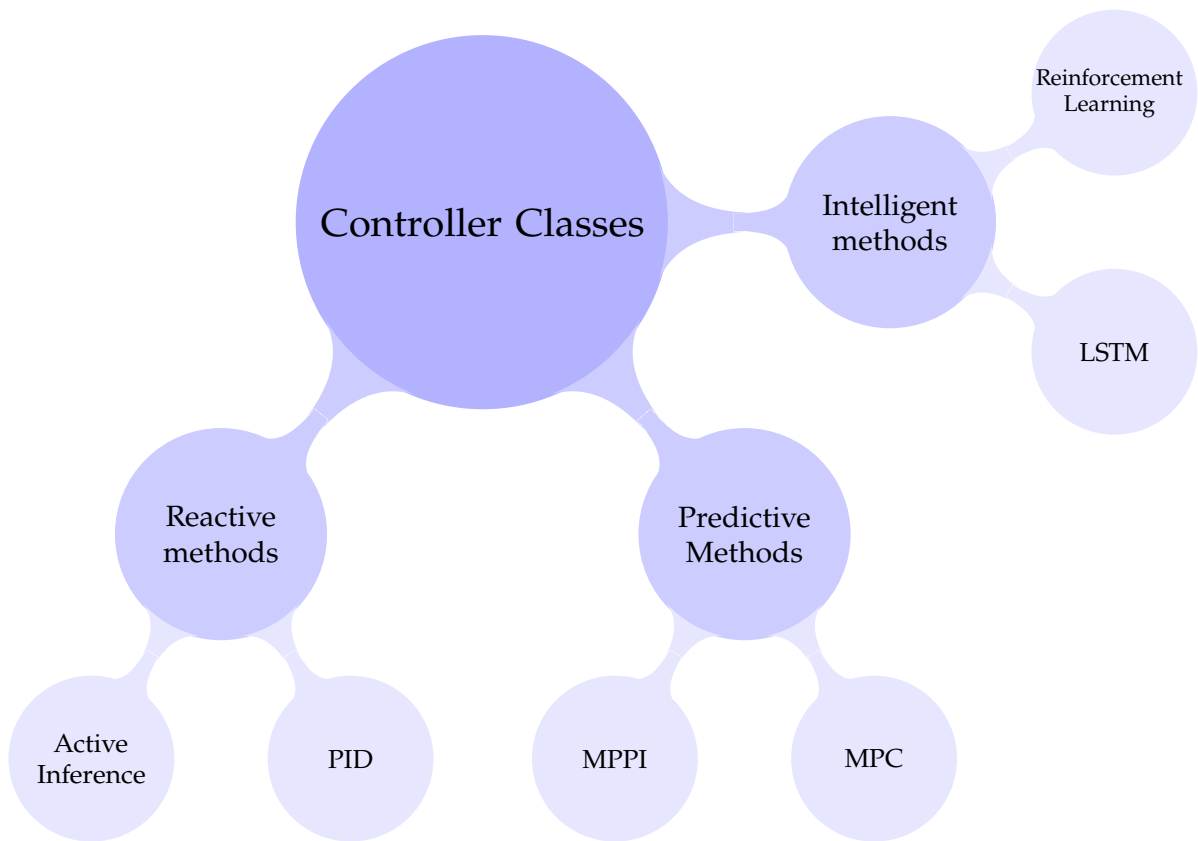 Controller Classes
Intelligent
methods
Reinforcement
Learning
LSTM
Reactive
methods
Active
Inference
PID
Predictive
Methods
MPPI
MPC